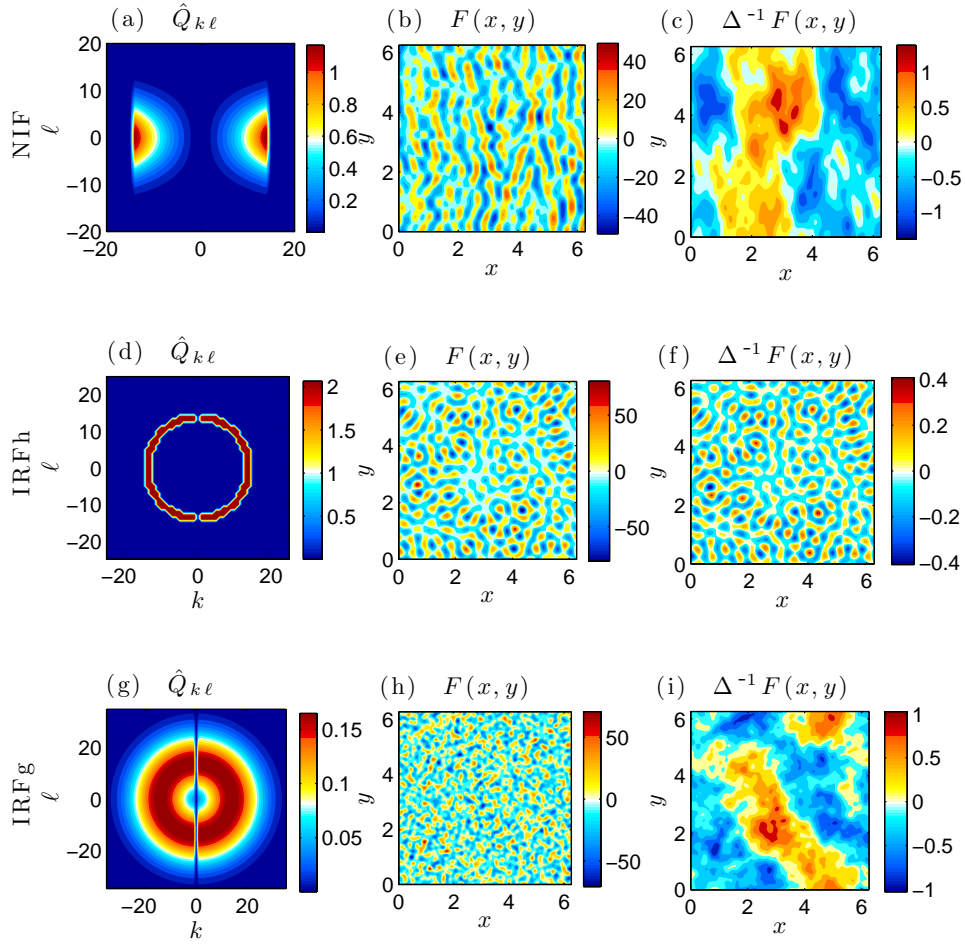 (a) Q̂ₖ ℓ
(b) F(x, y)
(c) Δ⁻¹ F(x, y)
NIF
ℓ
20
10
0
−10
−20
−20 0 20
1
0.8
0.6
0.4
0.2
y
6
4
2
0
0 2 4 6
x
40
20
0
−20
−40
y
6
4
2
0
0 2 4 6
x
1
0.5
0
−0.5
−1
(d) Q̂ₖ ℓ
(e) F(x, y)
(f) Δ⁻¹ F(x, y)
IRFh
ℓ
20
10
0
−10
−20
−20 0 20
k
2
1.5
1
0.5
y
6
4
2
0
0 2 4 6
x
50
0
−50
y
6
4
2
0
0 2 4 6
x
0.4
0.2
0
−0.2
−0.4
(g) Q̂ₖ ℓ
(h) F(x, y)
(i) Δ⁻¹ F(x, y)
IRFg
ℓ
20
0
−20
−20 0 20
k
0.15
0.1
0.05
y
6
4
2
0
0 2 4 6
x
50
0
−50
y
6
4
2
0
0 2 4 6
x
1
0.5
0
−0.5
−1